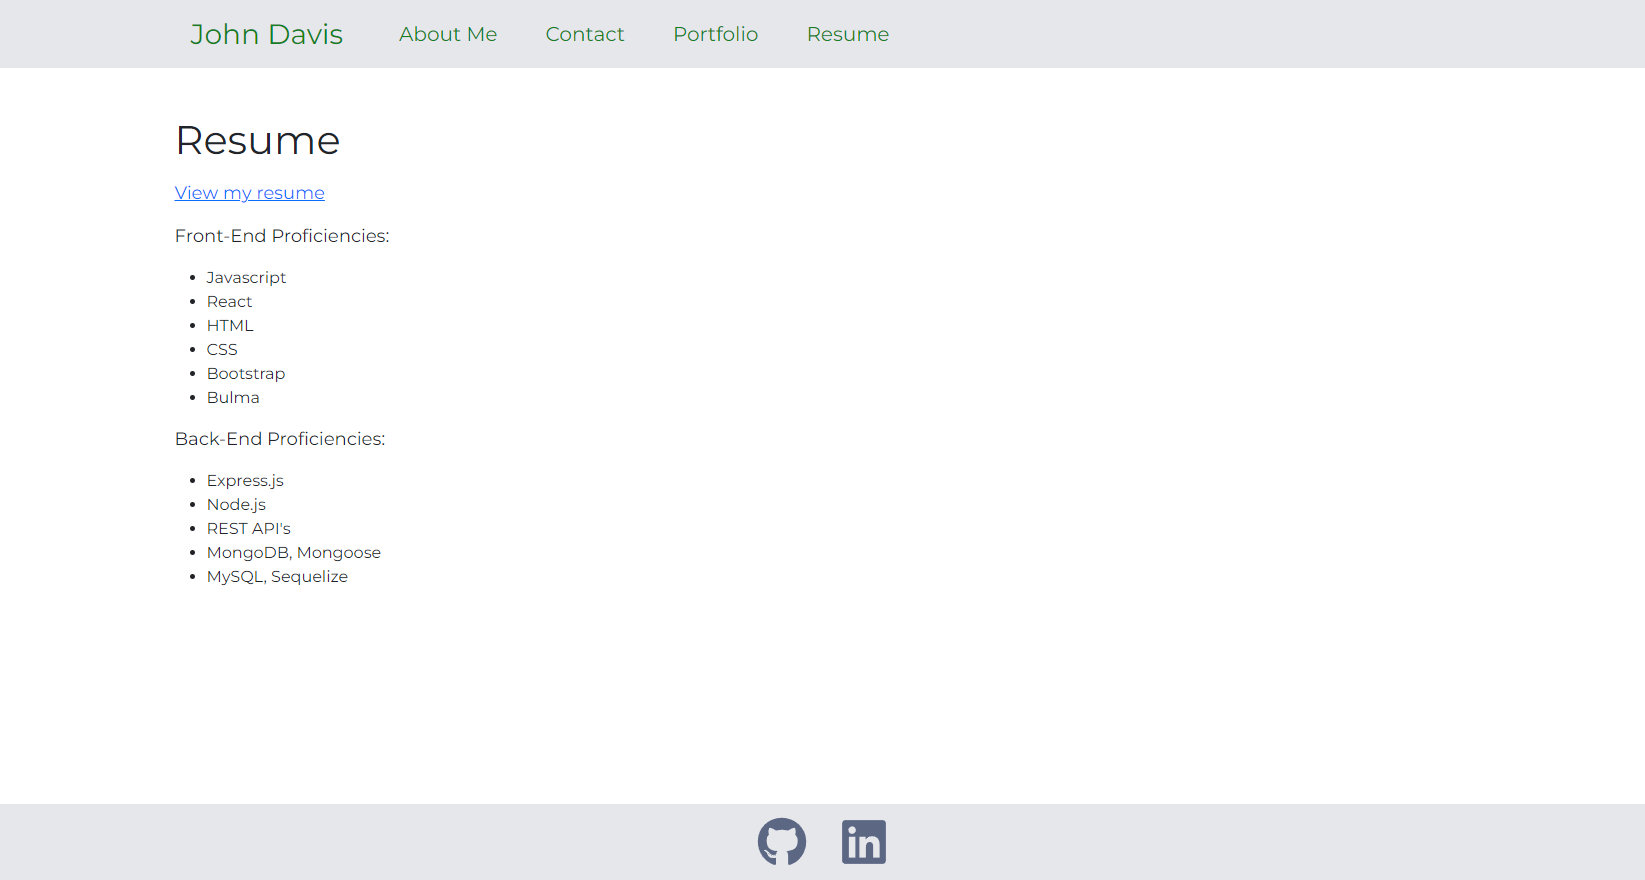 John Davis About Me Contact Portfolio Resume
Resume
View my resume
Front-End Proficiencies:
Javascript
React
HTML
CSS
Bootstrap
Bulma
Back-End Proficiencies:
Express.js
Node.js
REST API's
MongoDB, Mongoose
MySQL, Sequelize
in